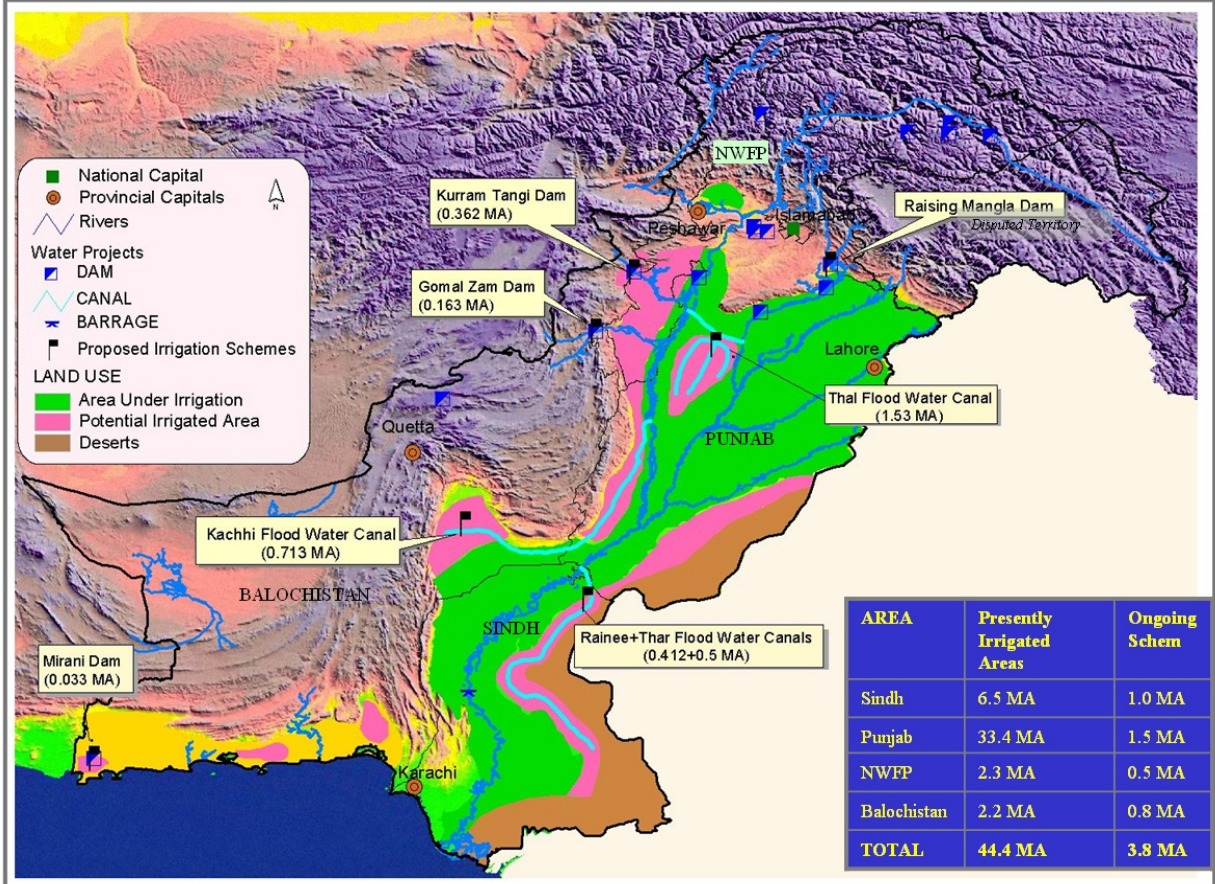 National Capital
Provincial Capitals
N
Rivers
Water Projects
DAM
CANAL
BARRAGE
Proposed Irrigation Schemes
LAND USE
Area Under Irrigation
Potential Irrigated Area
Deserts
NWFP
Kurram Tangi Dam
(0.362 MA)
Raising Mangla Dam
Peshawar
Islamabad
Disputed Territory
Gomal Zam Dam
(0.163 MA)
Lahore
Thal Flood Water Canal
(1.53 MA)
PUNJAB
Quetta
Kachhi Flood Water Canal
(0.713 MA)
BALOCHISTAN
SINDH
Rainee+Thar Flood Water Canals
(0.412+0.5 MA)
Mirani Dam
(0.033 MA)
Karachi
AREA Presently Irrigated Areas Ongoing Schem
Sindh 6.5 MA 1.0 MA
Punjab 33.4 MA 1.5 MA
NWFP 2.3 MA 0.5 MA
Balochistan 2.2 MA 0.8 MA
TOTAL 44.4 MA 3.8 MA